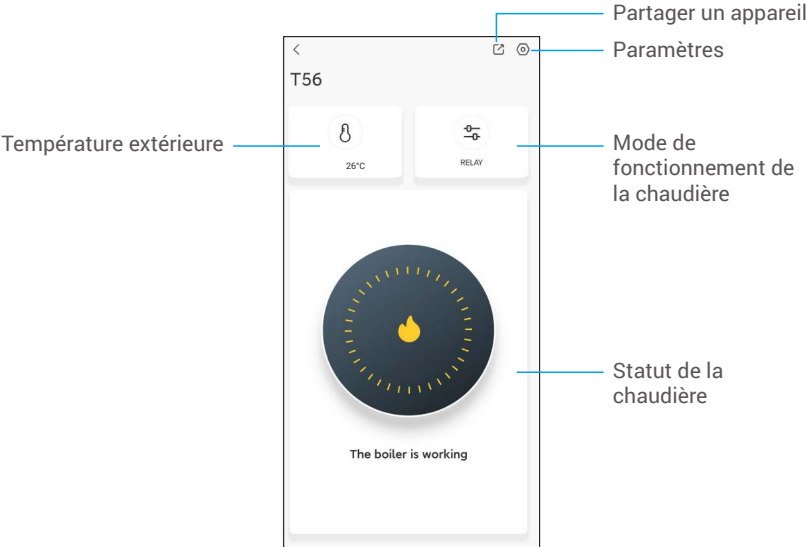 Partager un appareil
Paramètres
T56
Température extérieure
26°C
RELAY
Mode de
fonctionnement de
la chaudière
Statut de la
chaudière
The boiler is working